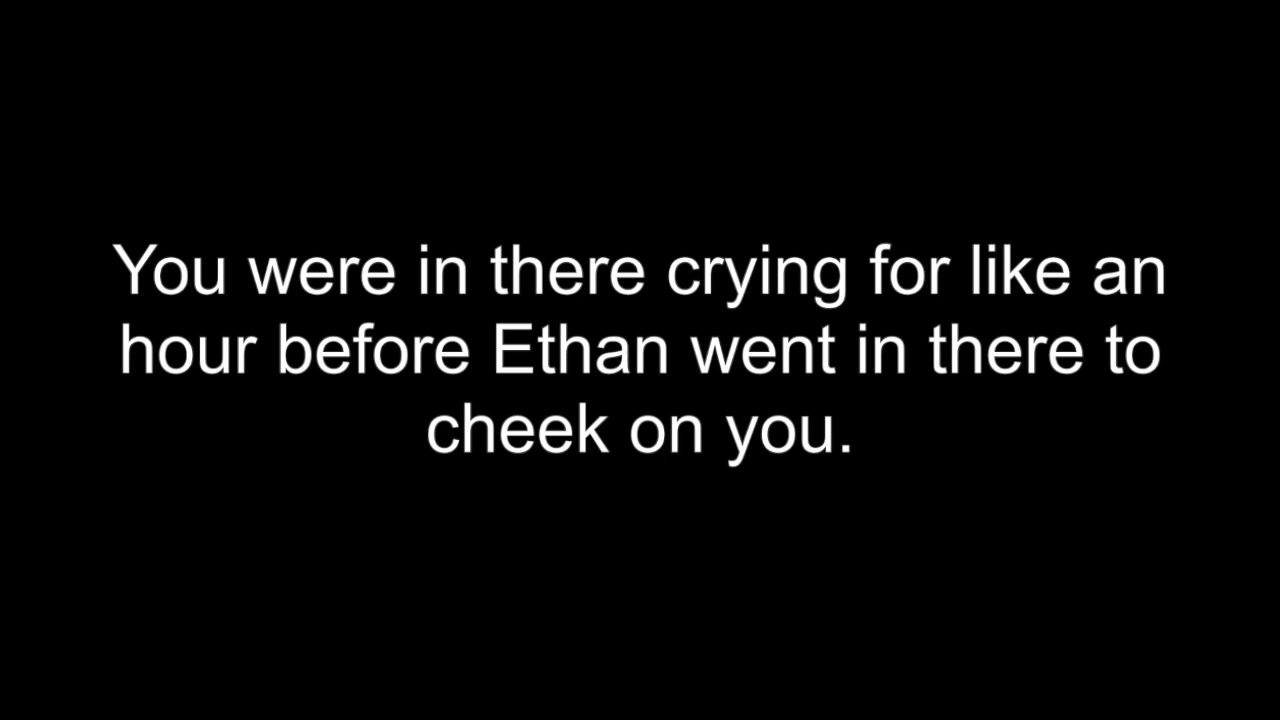 You were in there crying for like an
hour before Ethan went in there to
cheek on you.